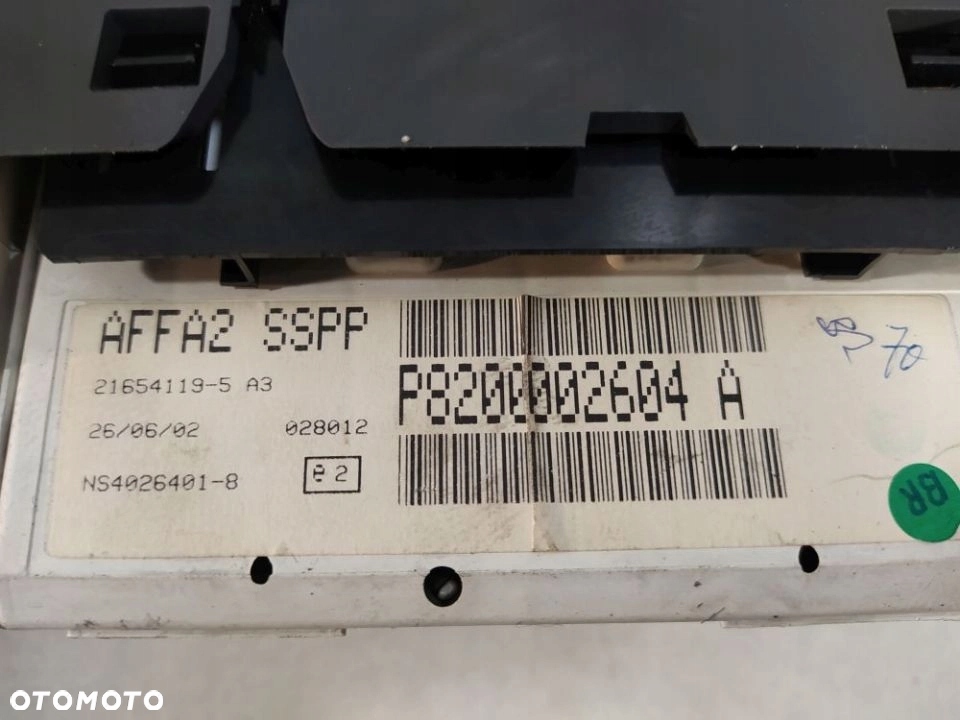 AFFA2 SSPP
21654119-5 A3
26/06/02 028012
NS4026401-8 e2
P8200002604 A
70
BR
OTOMOTO